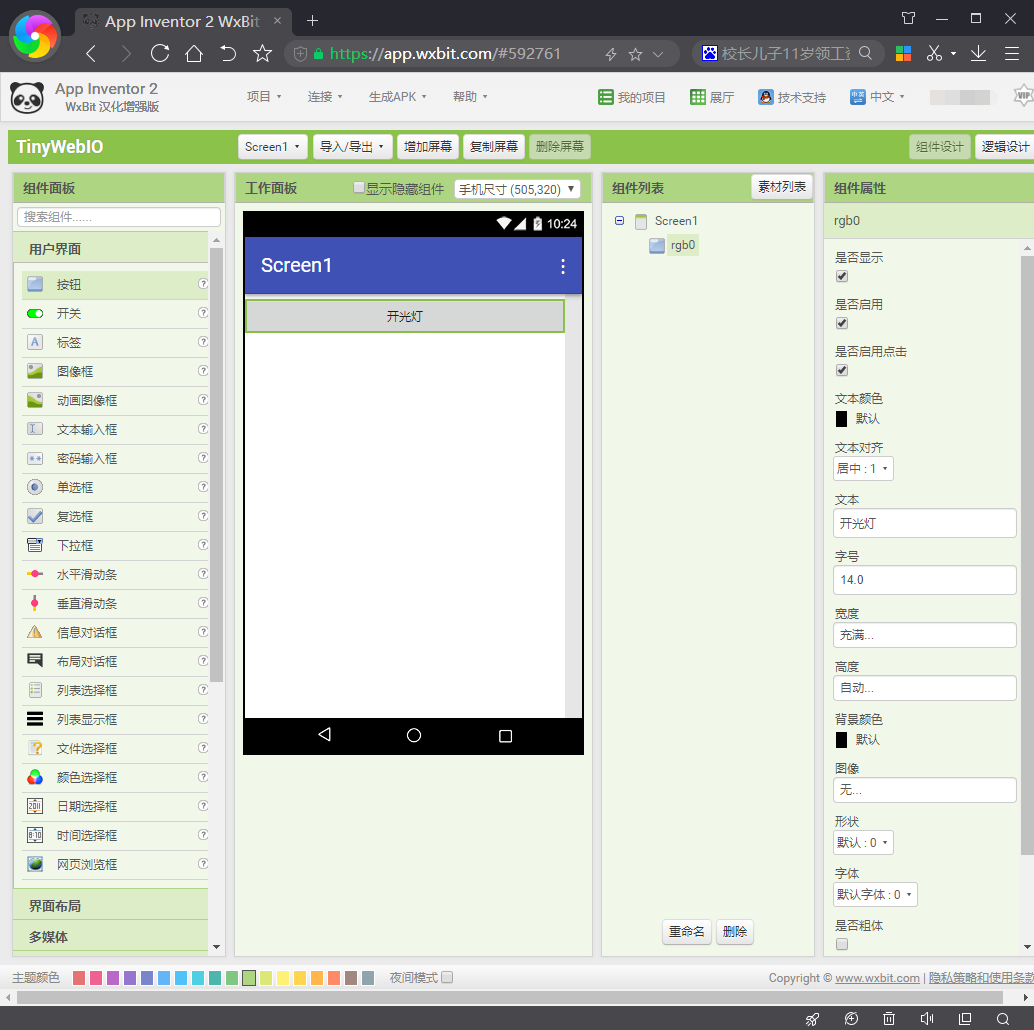 App Inventor 2 WxBit
https://app.wxbit.com/#592761
校长儿子11岁领工
App Inventor 2
WxBit 汉化增强版
项目 连接 生成APK 帮助 我的项目 展厅 技术支持 中文 VIP
TinyWebIO Screen1 导入/导出 增加屏幕 复制屏幕 删除屏幕 组件设计 逻辑设计
组件面板
搜索组件......
用户界面
按钮
开关
标签
图像框
动画图像框
文本输入框
密码输入框
单选框
复选框
下拉框
水平滑动条
垂直滑动条
信息对话框
布局对话框
列表选择框
列表显示框
文件选择框
颜色选择框
日期选择框
时间选择框
网页浏览框
界面布局
多媒体
工作面板 显示隐藏组件 手机尺寸 (505,320)
10:24
Screen1
开光灯
组件列表 素材列表
Screen1
rgb0
重命名 删除
组件属性
rgb0
是否显示
是否启用
是否启用点击
文本颜色
默认
文本对齐
居中 : 1
文本
开光灯
字号
14.0
宽度
充满...
高度
自动...
背景颜色
默认
图像
无...
形状
默认 : 0
字体
默认字体 : 0
是否粗体
主题颜色 夜间模式 Copyright © www.wxbit.com | 隐私策略和使用条款